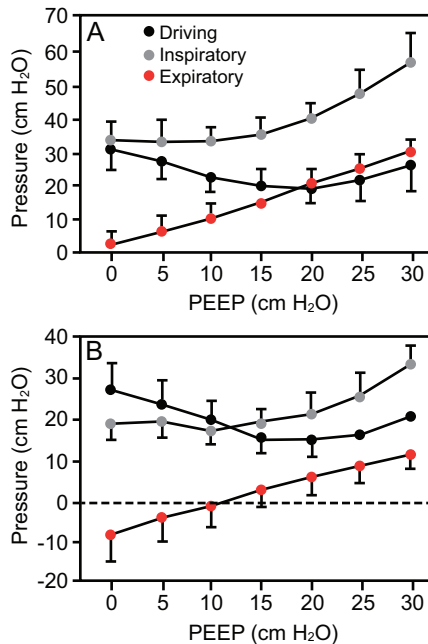 A
Driving
Inspiratory
Expiratory
Pressure (cm H₂O)
70
60
50
40
30
20
10
0
0 5 10 15 20 25 30
PEEP (cm H₂O)
B
Pressure (cm H₂O)
40
30
20
10
0
-10
-20
0 5 10 15 20 25 30
PEEP (cm H₂O)